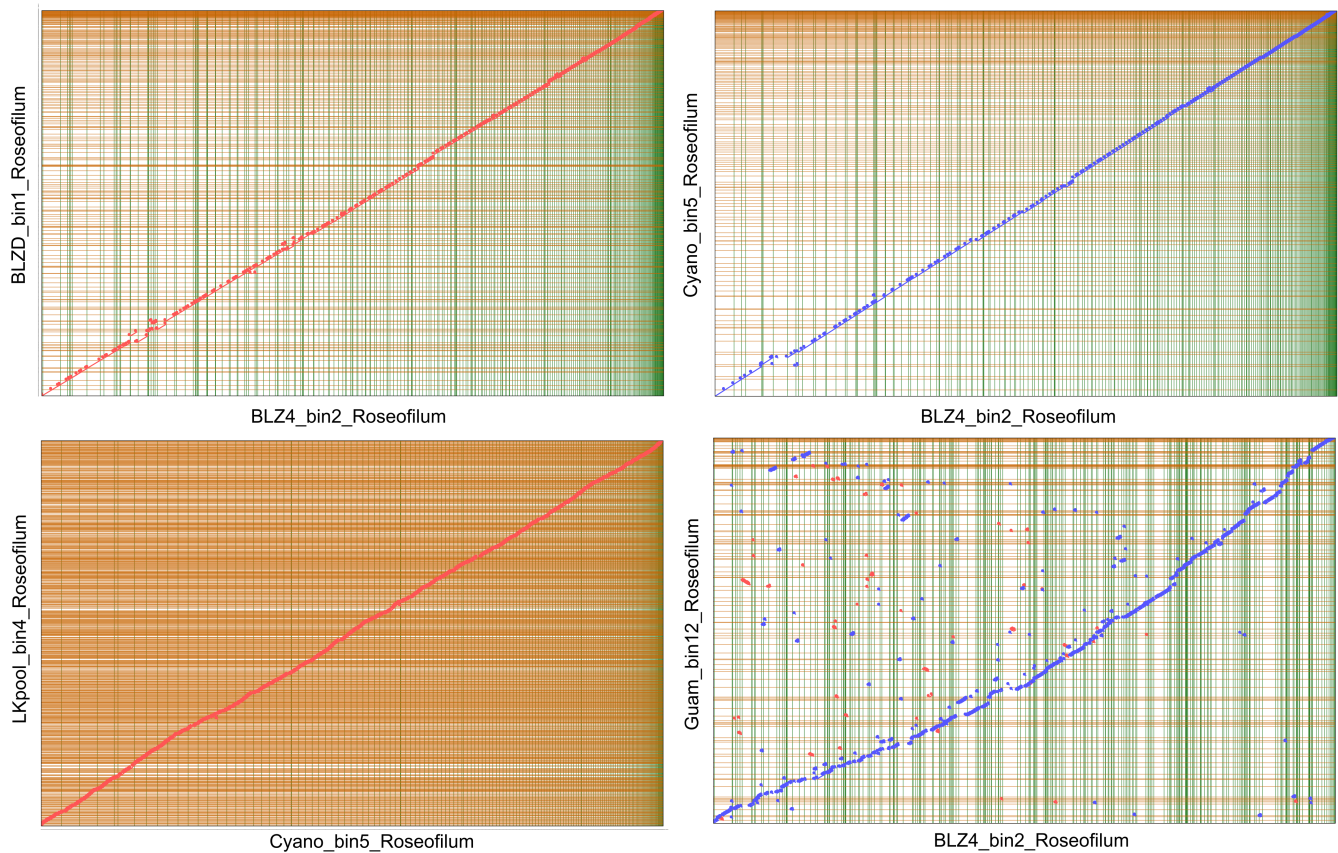 BLZD_bin1_Roseofilum
BLZ4_bin2_Roseofilum
Cyano_bin5_Roseofilum
BLZ4_bin2_Roseofilum
LKpool_bin4_Roseofilum
Cyano_bin5_Roseofilum
Guam_bin12_Roseofilum
BLZ4_bin2_Roseofilum